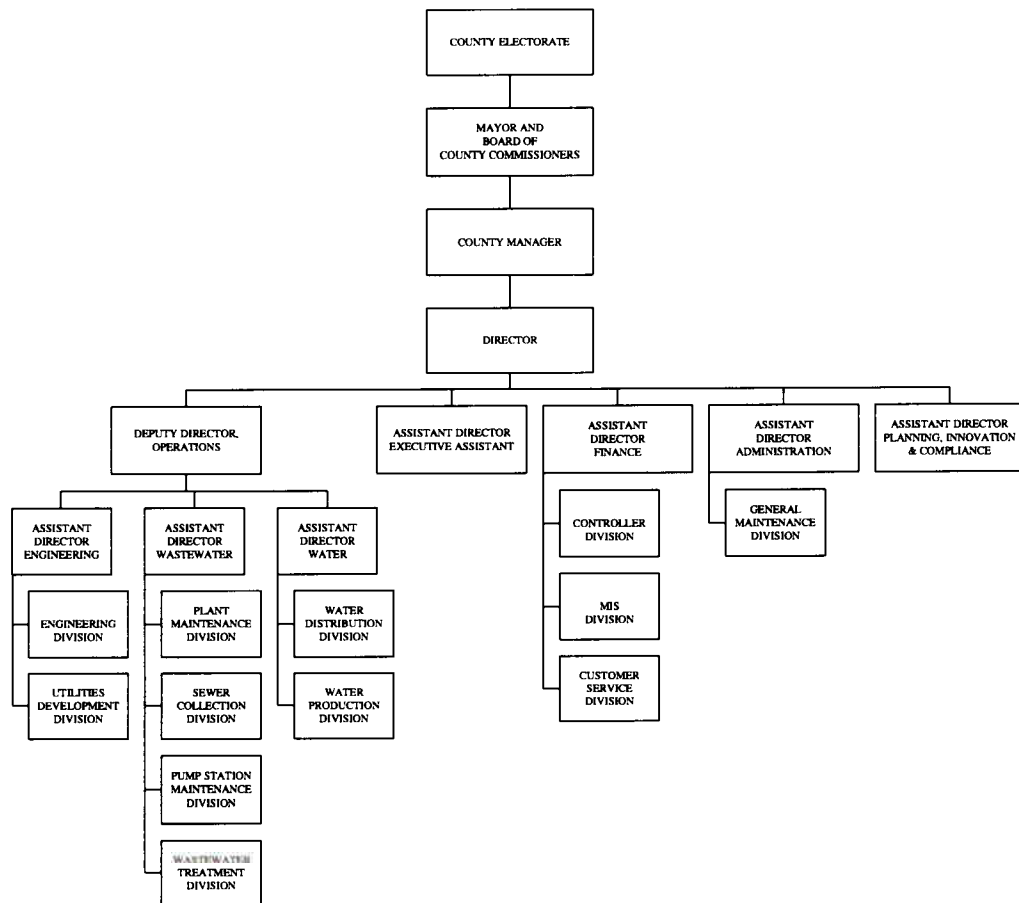 COUNTY ELECTORATE
MAYOR AND
BOARD OF
COUNTY COMMISSIONERS
COUNTY MANAGER
DIRECTOR
DEPUTY DIRECTOR,
OPERATIONS
ASSISTANT DIRECTOR
EXECUTIVE ASSISTANT
ASSISTANT
DIRECTOR
FINANCE
ASSISTANT
DIRECTOR
ADMINISTRATION
ASSISTANT DIRECTOR
PLANNING, INNOVATION
& COMPLIANCE
ASSISTANT
DIRECTOR
ENGINEERING
ASSISTANT
DIRECTOR
WASTEWATER
ASSISTANT
DIRECTOR
WATER
CONTROLLER
DIVISION
GENERAL
MAINTENANCE
DIVISION
ENGINEERING
DIVISION
PLANT
MAINTENANCE
DIVISION
WATER
DISTRIBUTION
DIVISION
MIS
DIVISION
UTILITIES
DEVELOPMENT
DIVISION
SEWER
COLLECTION
DIVISION
WATER
PRODUCTION
DIVISION
CUSTOMER
SERVICE
DIVISION
PUMP STATION
MAINTENANCE
DIVISION
WASTEWATER
TREATMENT
DIVISION